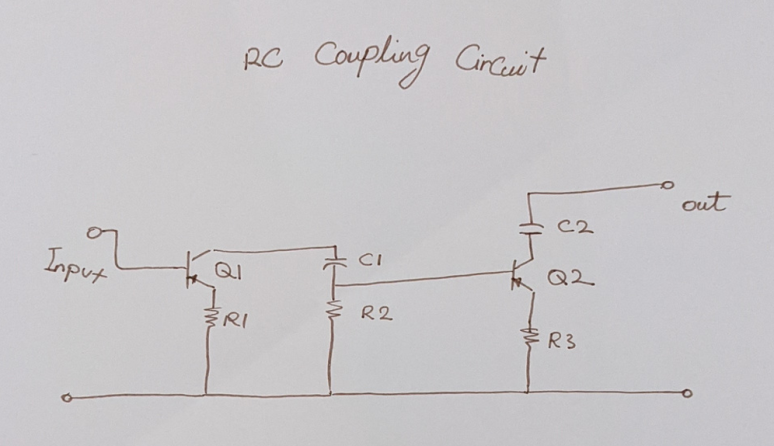 RC Coupling Circuit
out
C2
Input
Q1
C1
Q2
R1
R2
R3